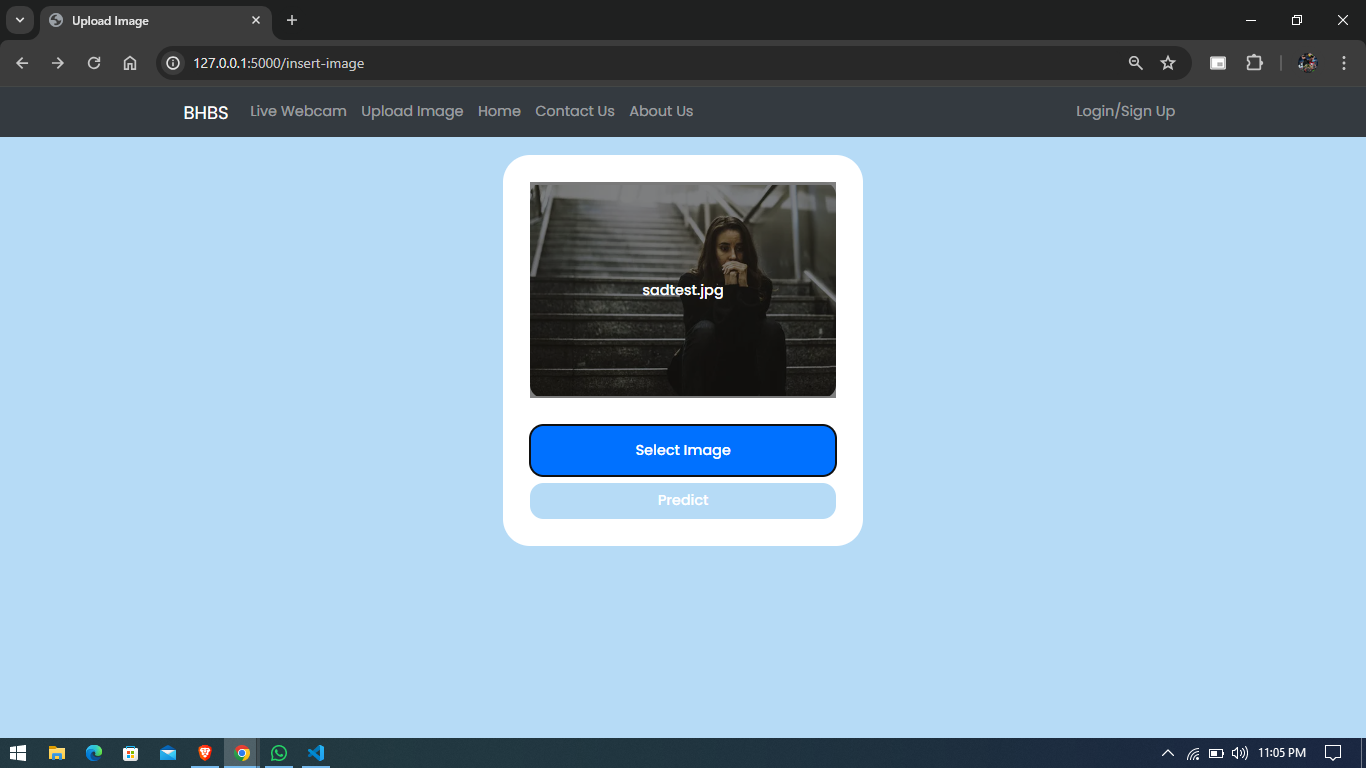 Upload Image
127.0.0.1:5000/insert-image
BHBS Live Webcam Upload Image Home Contact Us About Us Login/Sign Up
sadtest.jpg
Select Image
Predict
11:05 PM